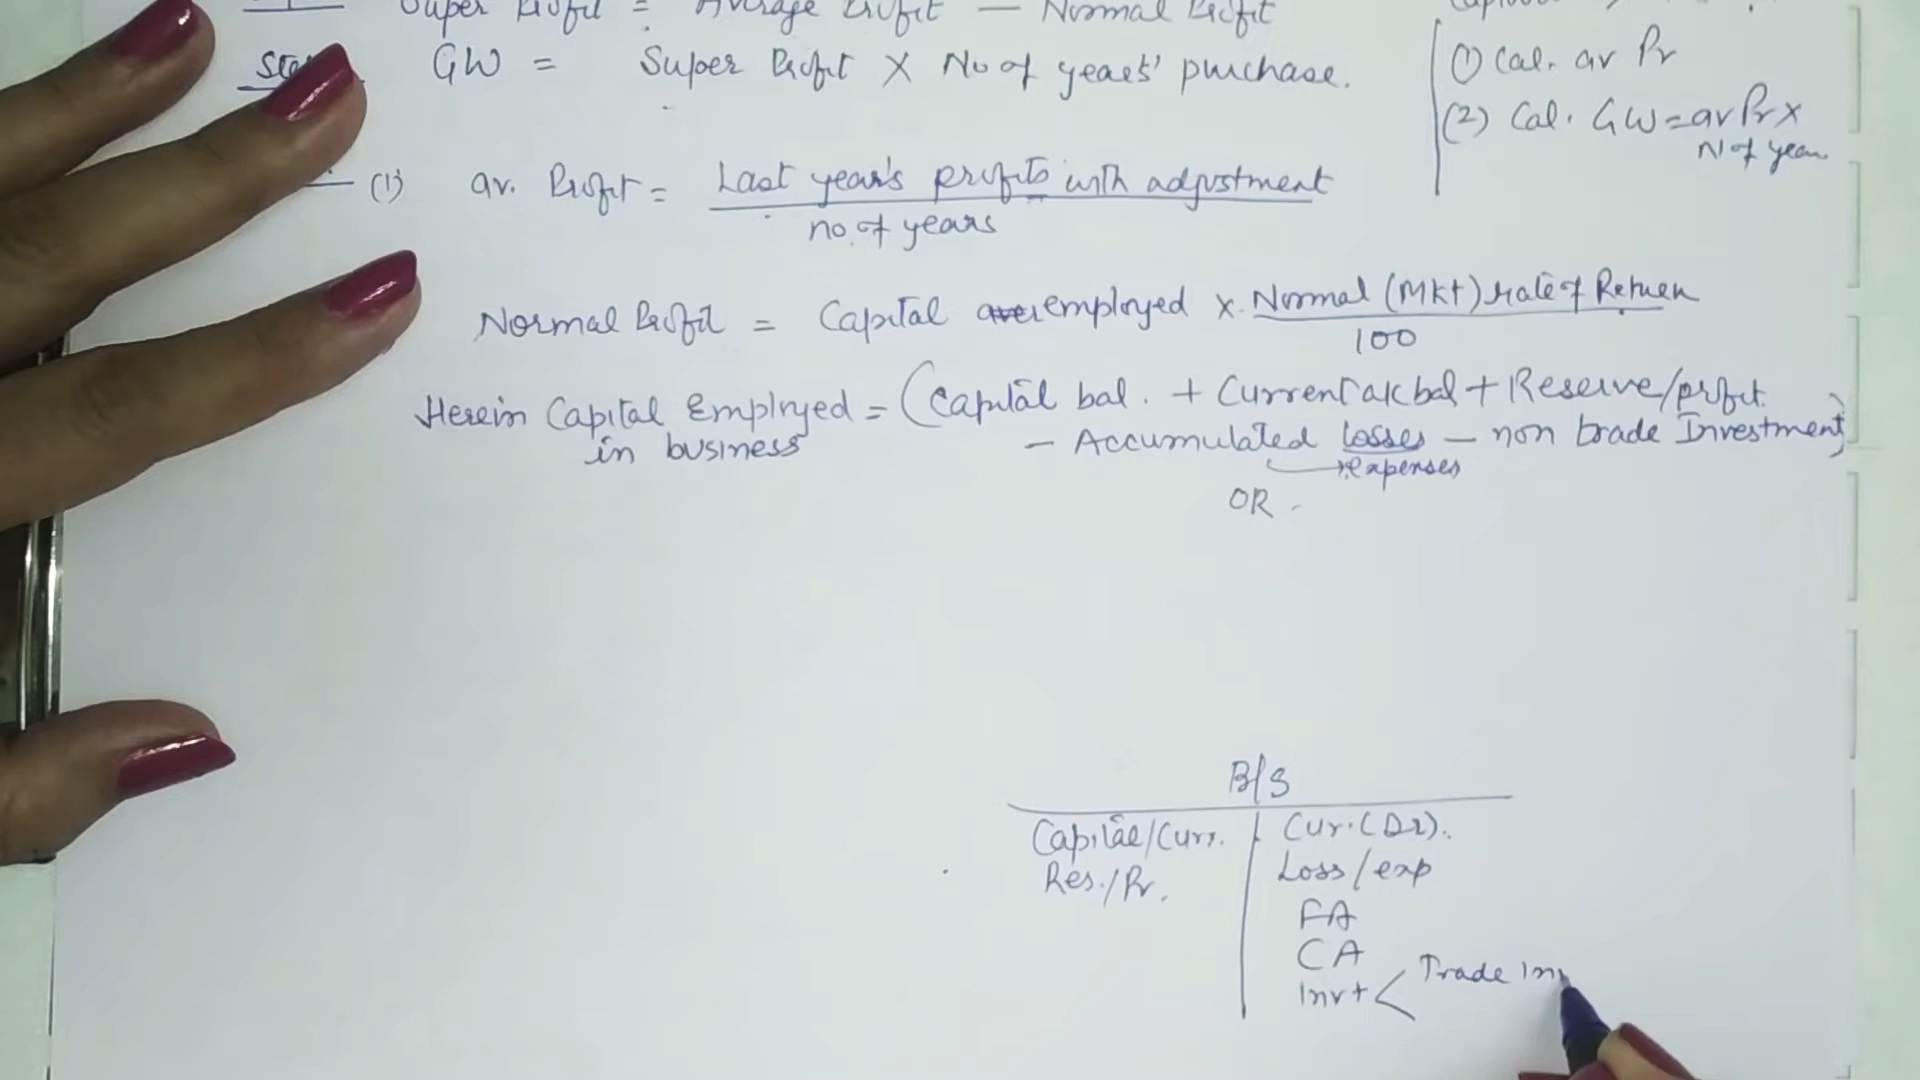 Super Profit = Average Profit — Normal Profit
GW = Super Profit X No of years' purchase.
① Cal. av Pr
(2) Cal. GW = av Pr x
N of year
(1) av. Profit = Last year's profits with adjustment
no. of years
Normal Profit = Capital employed x Normal (Mkt) rate of Return
100
Herein Capital Employed = (Capital bal. + Current a/c bal + Reserve/profit
in business — Accumulated losses — non trade Investment)
expenses
OR
B/S
Capital/Curr. Cur. (Dr).
Res./Pr. Loss/exp
FA
CA
Invt < Trade Inv